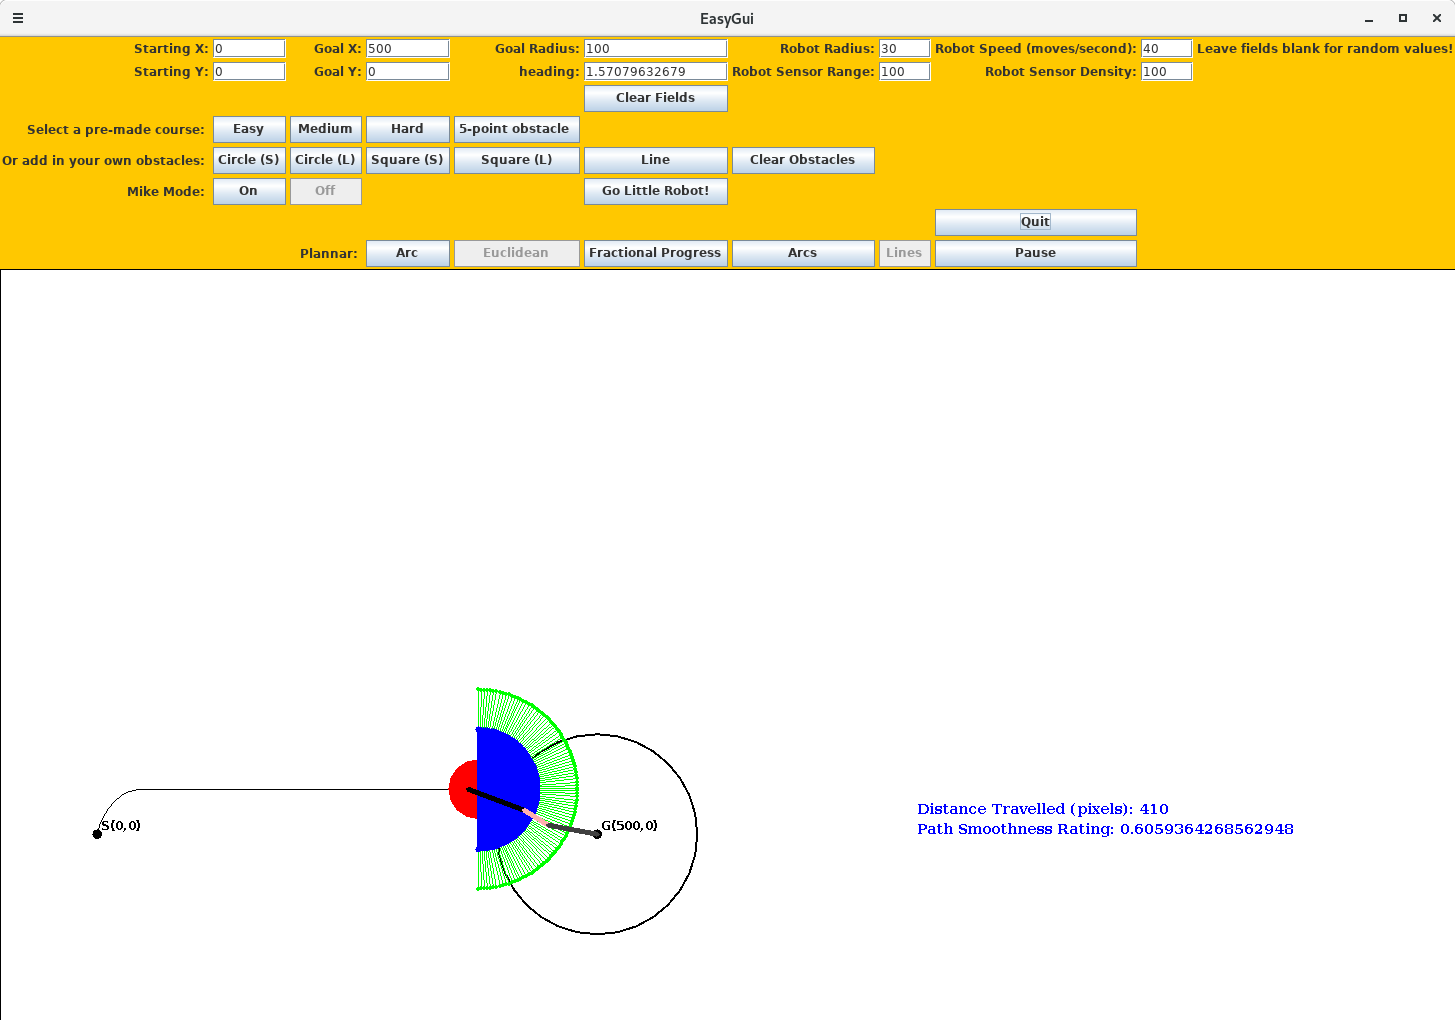 EasyGui
Starting X: 0 Goal X: 500 Goal Radius: 100 Robot Radius: 30 Robot Speed (moves/second): 40 Leave fields blank for random values!
Starting Y: 0 Goal Y: 0 heading: 1.57079632679 Robot Sensor Range: 100 Robot Sensor Density: 100
Clear Fields
Select a pre-made course: Easy Medium Hard 5-point obstacle
Or add in your own obstacles: Circle (S) Circle (L) Square (S) Square (L) Line Clear Obstacles
Mike Mode: On Off Go Little Robot!
Quit
Plannar: Arc Euclidean Fractional Progress Arcs Lines Pause
Distance Travelled (pixels): 410
S(0,0) G(500,0)
Path Smoothness Rating: 0.6059364268562948